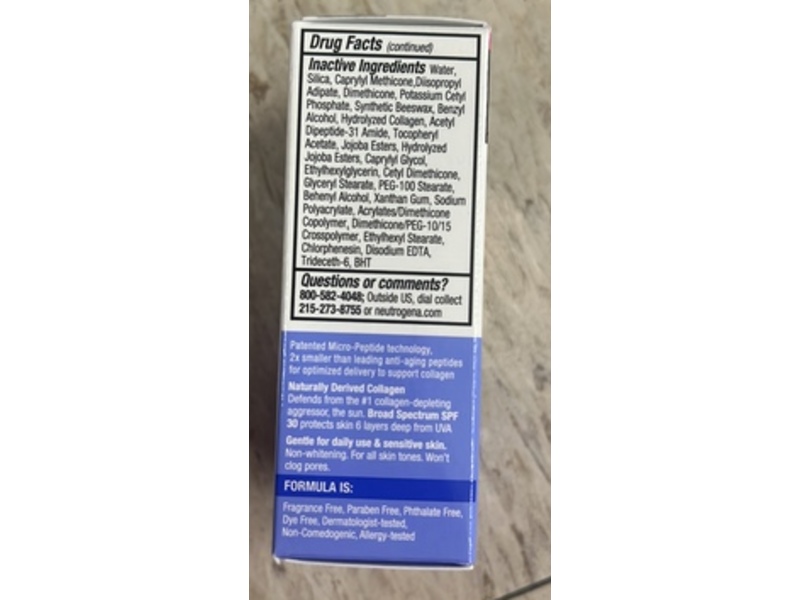 Drug Facts (continued)
Inactive Ingredients Water,
Silica, Caprylyl Methicone,Diisopropyl
Adipate, Dimethicone, Potassium Cetyl
Phosphate, Synthetic Beeswax, Benzyl
Alcohol, Hydrolyzed Collagen, Acetyl
Dipeptide-31 Amide, Tocopheryl
Acetate, Jojoba Esters, Hydrolyzed
Jojoba Esters, Caprylyl Glycol,
Ethylhexylglycerin, Cetyl Dimethicone,
Glyceryl Stearate, PEG-100 Stearate,
Behenyl Alcohol, Xanthan Gum, Sodium
Polyacrylate, Acrylates/Dimethicone
Copolymer, Dimethicone/PEG-10/15
Crosspolymer, Ethylhexyl Stearate,
Chlorphenesin, Disodium EDTA,
Trideceth-6, BHT
Questions or comments?
800-582-4048; Outside US, dial collect
215-273-8755 or neutrogena.com
Patented Micro-Peptide technology,
2x smaller than leading anti-aging peptides
for optimized delivery to support collagen
Naturally Derived Collagen
Defends from the #1 collagen-depleting
aggressor, the sun. Broad Spectrum SPF
30 protects skin 6 layers deep from UVA
Gentle for daily use & sensitive skin.
Non-whitening. For all skin tones. Won't
clog pores.
FORMULA IS:
Fragrance Free, Paraben Free, Phthalate Free,
Dye Free, Dermatologist-tested,
Non-Comedogenic, Allergy-tested